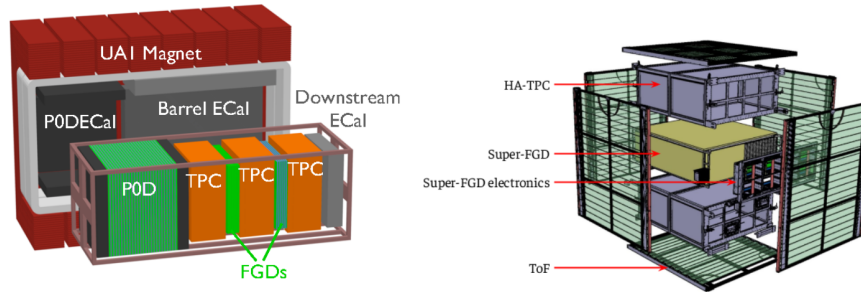 UA1 Magnet
P0DECal
Barrel ECal
Downstream
ECal
P0D
TPC
TPC
TPC
FGDs
HA-TPC
Super-FGD
Super-FGD electronics
ToF